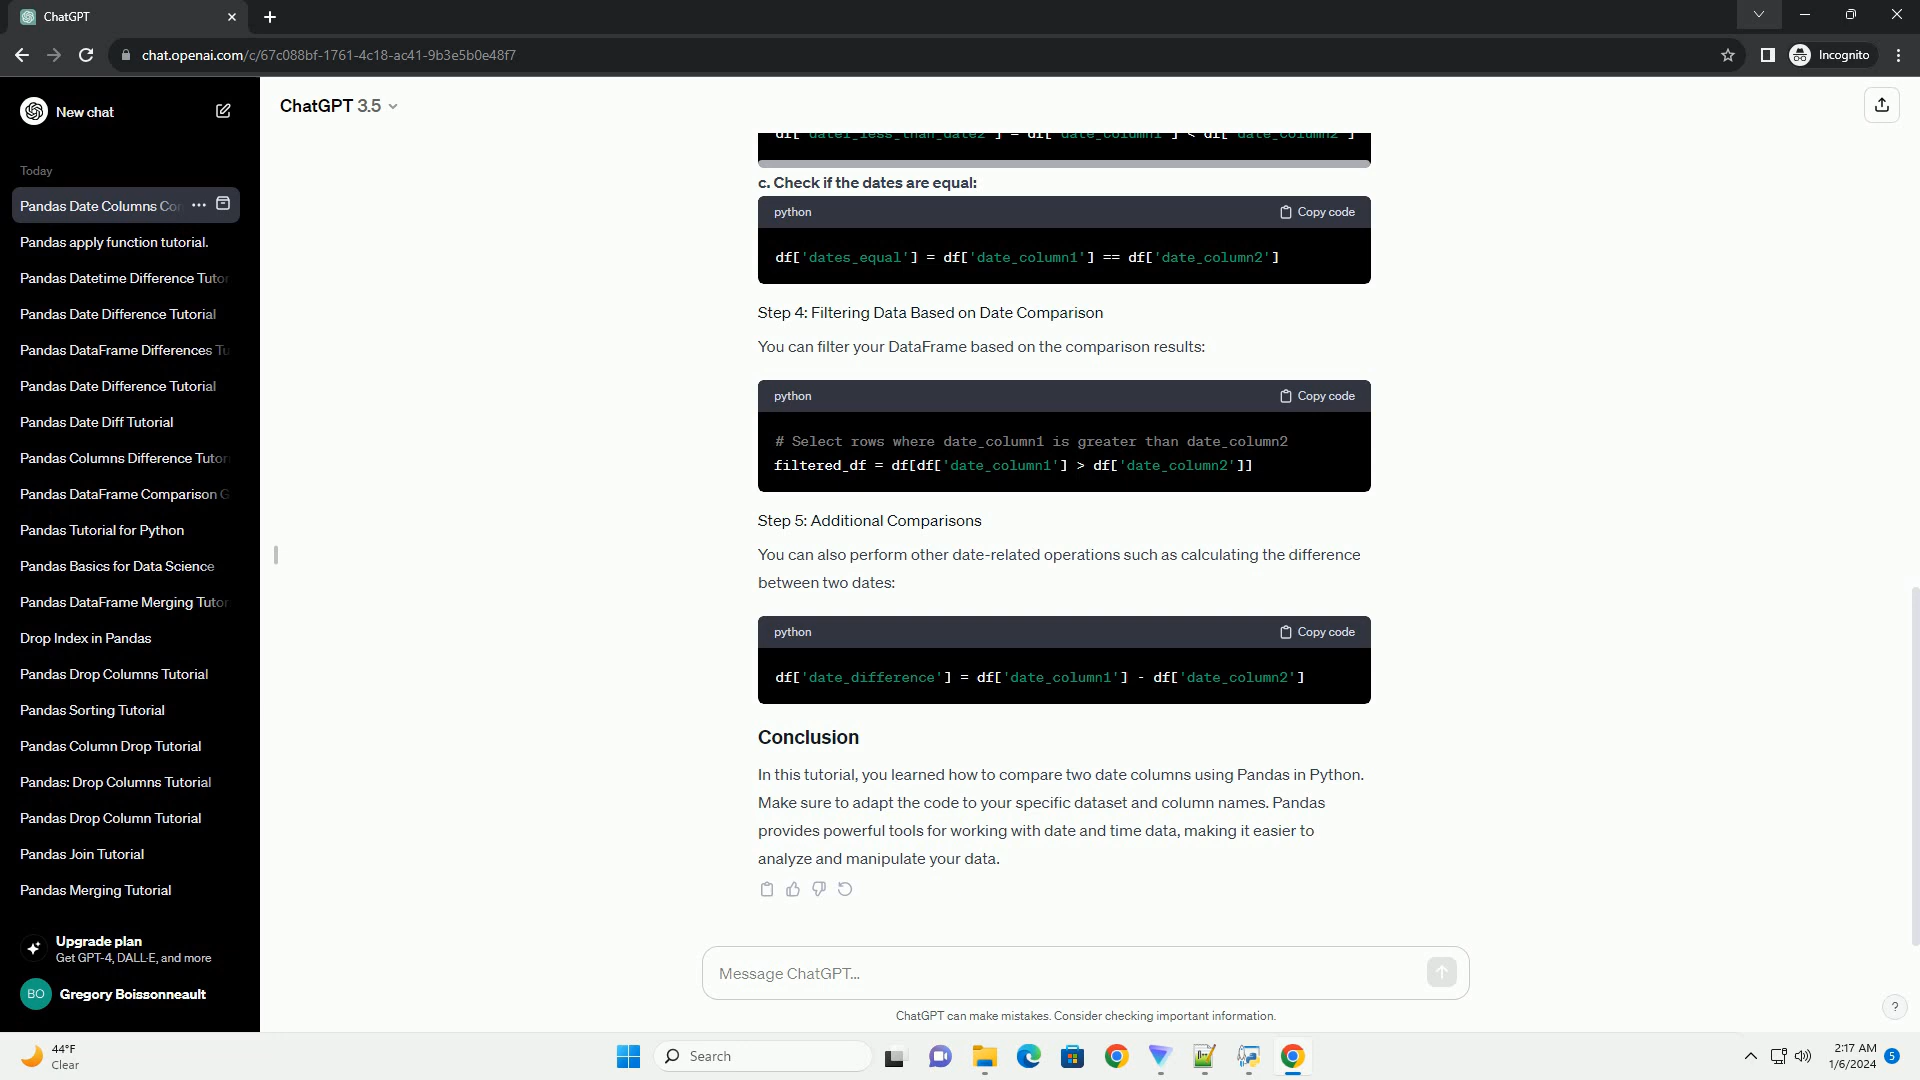 ChatGPT
chat.openai.com/c/67c088bf-1761-4c18-ac41-9b3e5b0e48f7
Incognito
New chat
ChatGPT 3.5
Today
Pandas Date Columns Con
Pandas apply function tutorial.
Pandas Datetime Difference Tutor
Pandas Date Difference Tutorial
Pandas DataFrame Differences Tu
Pandas Date Difference Tutorial
Pandas Date Diff Tutorial
Pandas Columns Difference Tutori
Pandas DataFrame Comparison G
Pandas Tutorial for Python
Pandas Basics for Data Science
Pandas DataFrame Merging Tutor
Drop Index in Pandas
Pandas Drop Columns Tutorial
Pandas Sorting Tutorial
Pandas Column Drop Tutorial
Pandas: Drop Columns Tutorial
Pandas Drop Column Tutorial
Pandas Join Tutorial
Pandas Merging Tutorial
Upgrade plan
Get GPT-4, DALL·E, and more
BO
Gregory Boissonneault
df['date1_less_than_date2'] = df['date_column1'] < df['date_column2']
c. Check if the dates are equal:
python
Copy code
df['dates_equal'] = df['date_column1'] == df['date_column2']
Step 4: Filtering Data Based on Date Comparison
You can filter your DataFrame based on the comparison results:
python
Copy code
# Select rows where date_column1 is greater than date_column2
filtered_df = df[df['date_column1'] > df['date_column2']]
Step 5: Additional Comparisons
You can also perform other date-related operations such as calculating the difference
between two dates:
python
Copy code
df['date_difference'] = df['date_column1'] - df['date_column2']
Conclusion
In this tutorial, you learned how to compare two date columns using Pandas in Python.
Make sure to adapt the code to your specific dataset and column names. Pandas
provides powerful tools for working with date and time data, making it easier to
analyze and manipulate your data.
Message ChatGPT...
ChatGPT can make mistakes. Consider checking important information.
?
44°F
Clear
Search
2:17 AM
1/6/2024
5